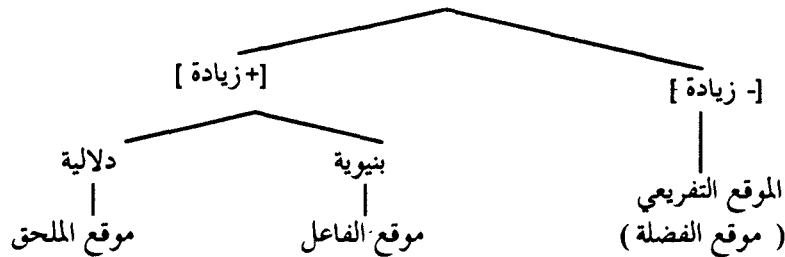 [- زيادة ]
[+ زيادة ]
بنيوية
دلالية
الموقع التفريعي
( موقع الفضلة )
موقع الفاعل
موقع الملحق